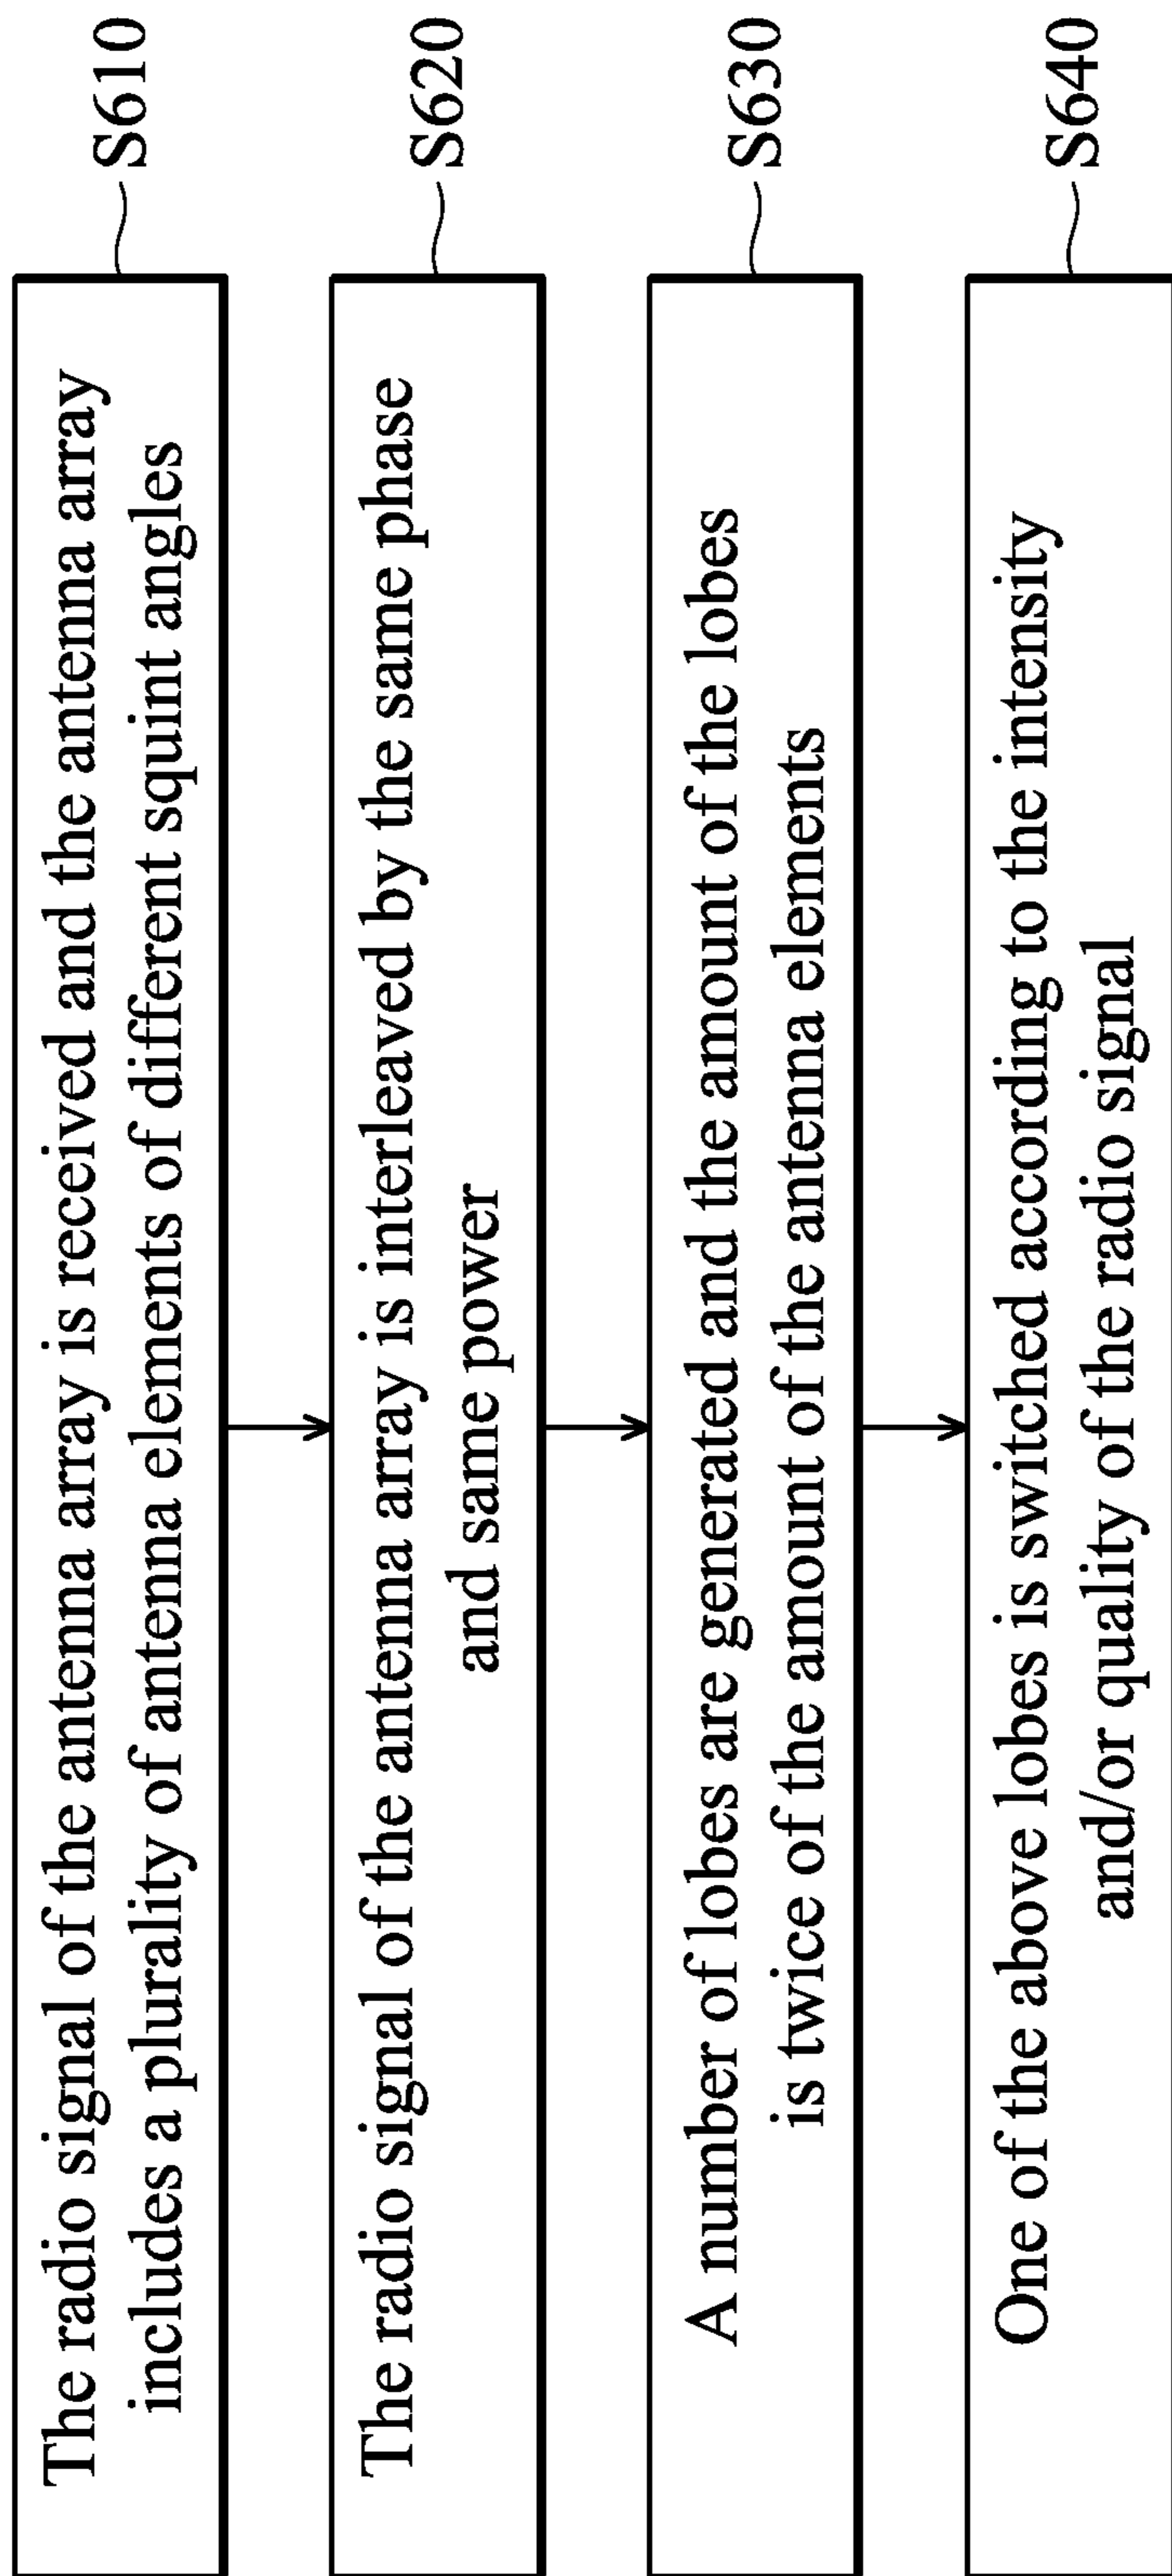 The radio signal of the antenna array is received and the antenna array
includes a plurality of antenna elements of different squint angles
S610
The radio signal of the antenna array is interleaved by the same phase
and same power
S620
A number of lobes are generated and the amount of the lobes
is twice of the amount of the antenna elements
S630
One of the above lobes is switched according to the intensity
and/or quality of the radio signal
S640